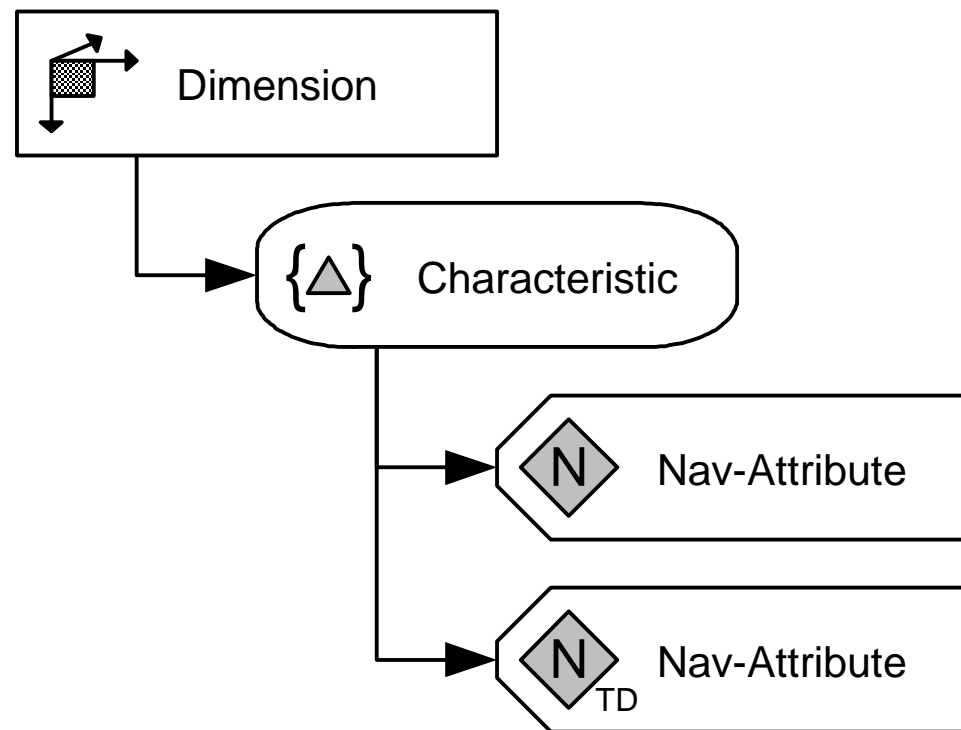 Dimension
{ } Characteristic
N Nav-Attribute
N Nav-Attribute
TD